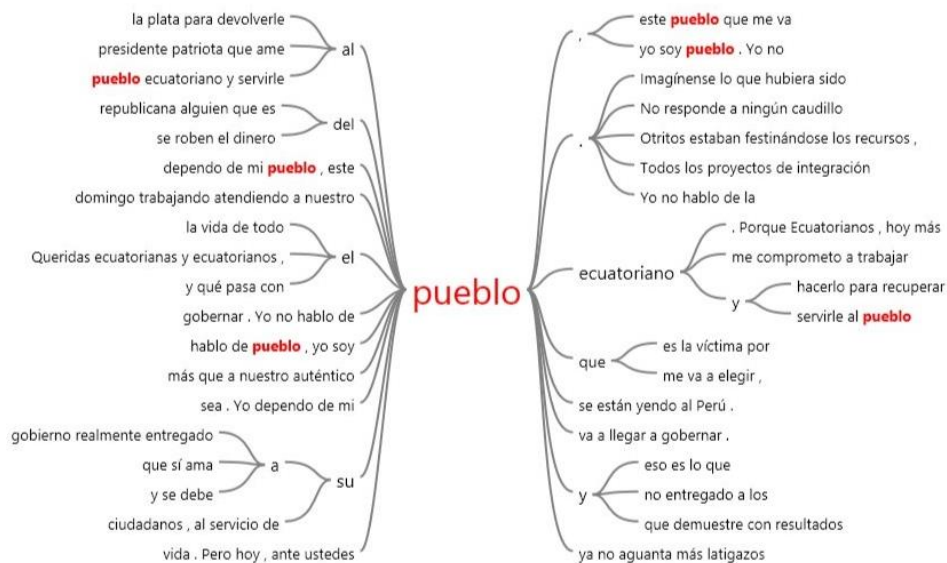 la plata para devolverle
presidente patriota que ame
al
pueblo ecuatoriano y servirle
republicana alguien que es
del
se roben el dinero
dependo de mi pueblo , este
domingo trabajando atendiendo a nuestro
la vida de todo
Queridas ecuatorianas y ecuatorianos ,
el
y qué pasa con
gobernar . Yo no hablo de
hablo de pueblo , yo soy
más que a nuestro auténtico
sea . Yo dependo de mi
gobierno realmente entregado
que sí ama
a
su
y se debe
ciudadanos , al servicio de
vida . Pero hoy , ante ustedes
pueblo
,
este pueblo que me va
yo soy pueblo . Yo no
.
Imagínense lo que hubiera sido
No responde a ningún caudillo
Otritos estaban festinándose los recursos ,
Todos los proyectos de integración
Yo no hablo de la
ecuatoriano
. Porque Ecuatorianos , hoy más
me comprometo a trabajar
y
hacerlo para recuperar
servirle al pueblo
que
es la víctima por
me va a elegir ,
se están yendo al Perú .
va a llegar a gobernar .
y
eso es lo que
no entregado a los
que demuestre con resultados
ya no aguanta más latigazos